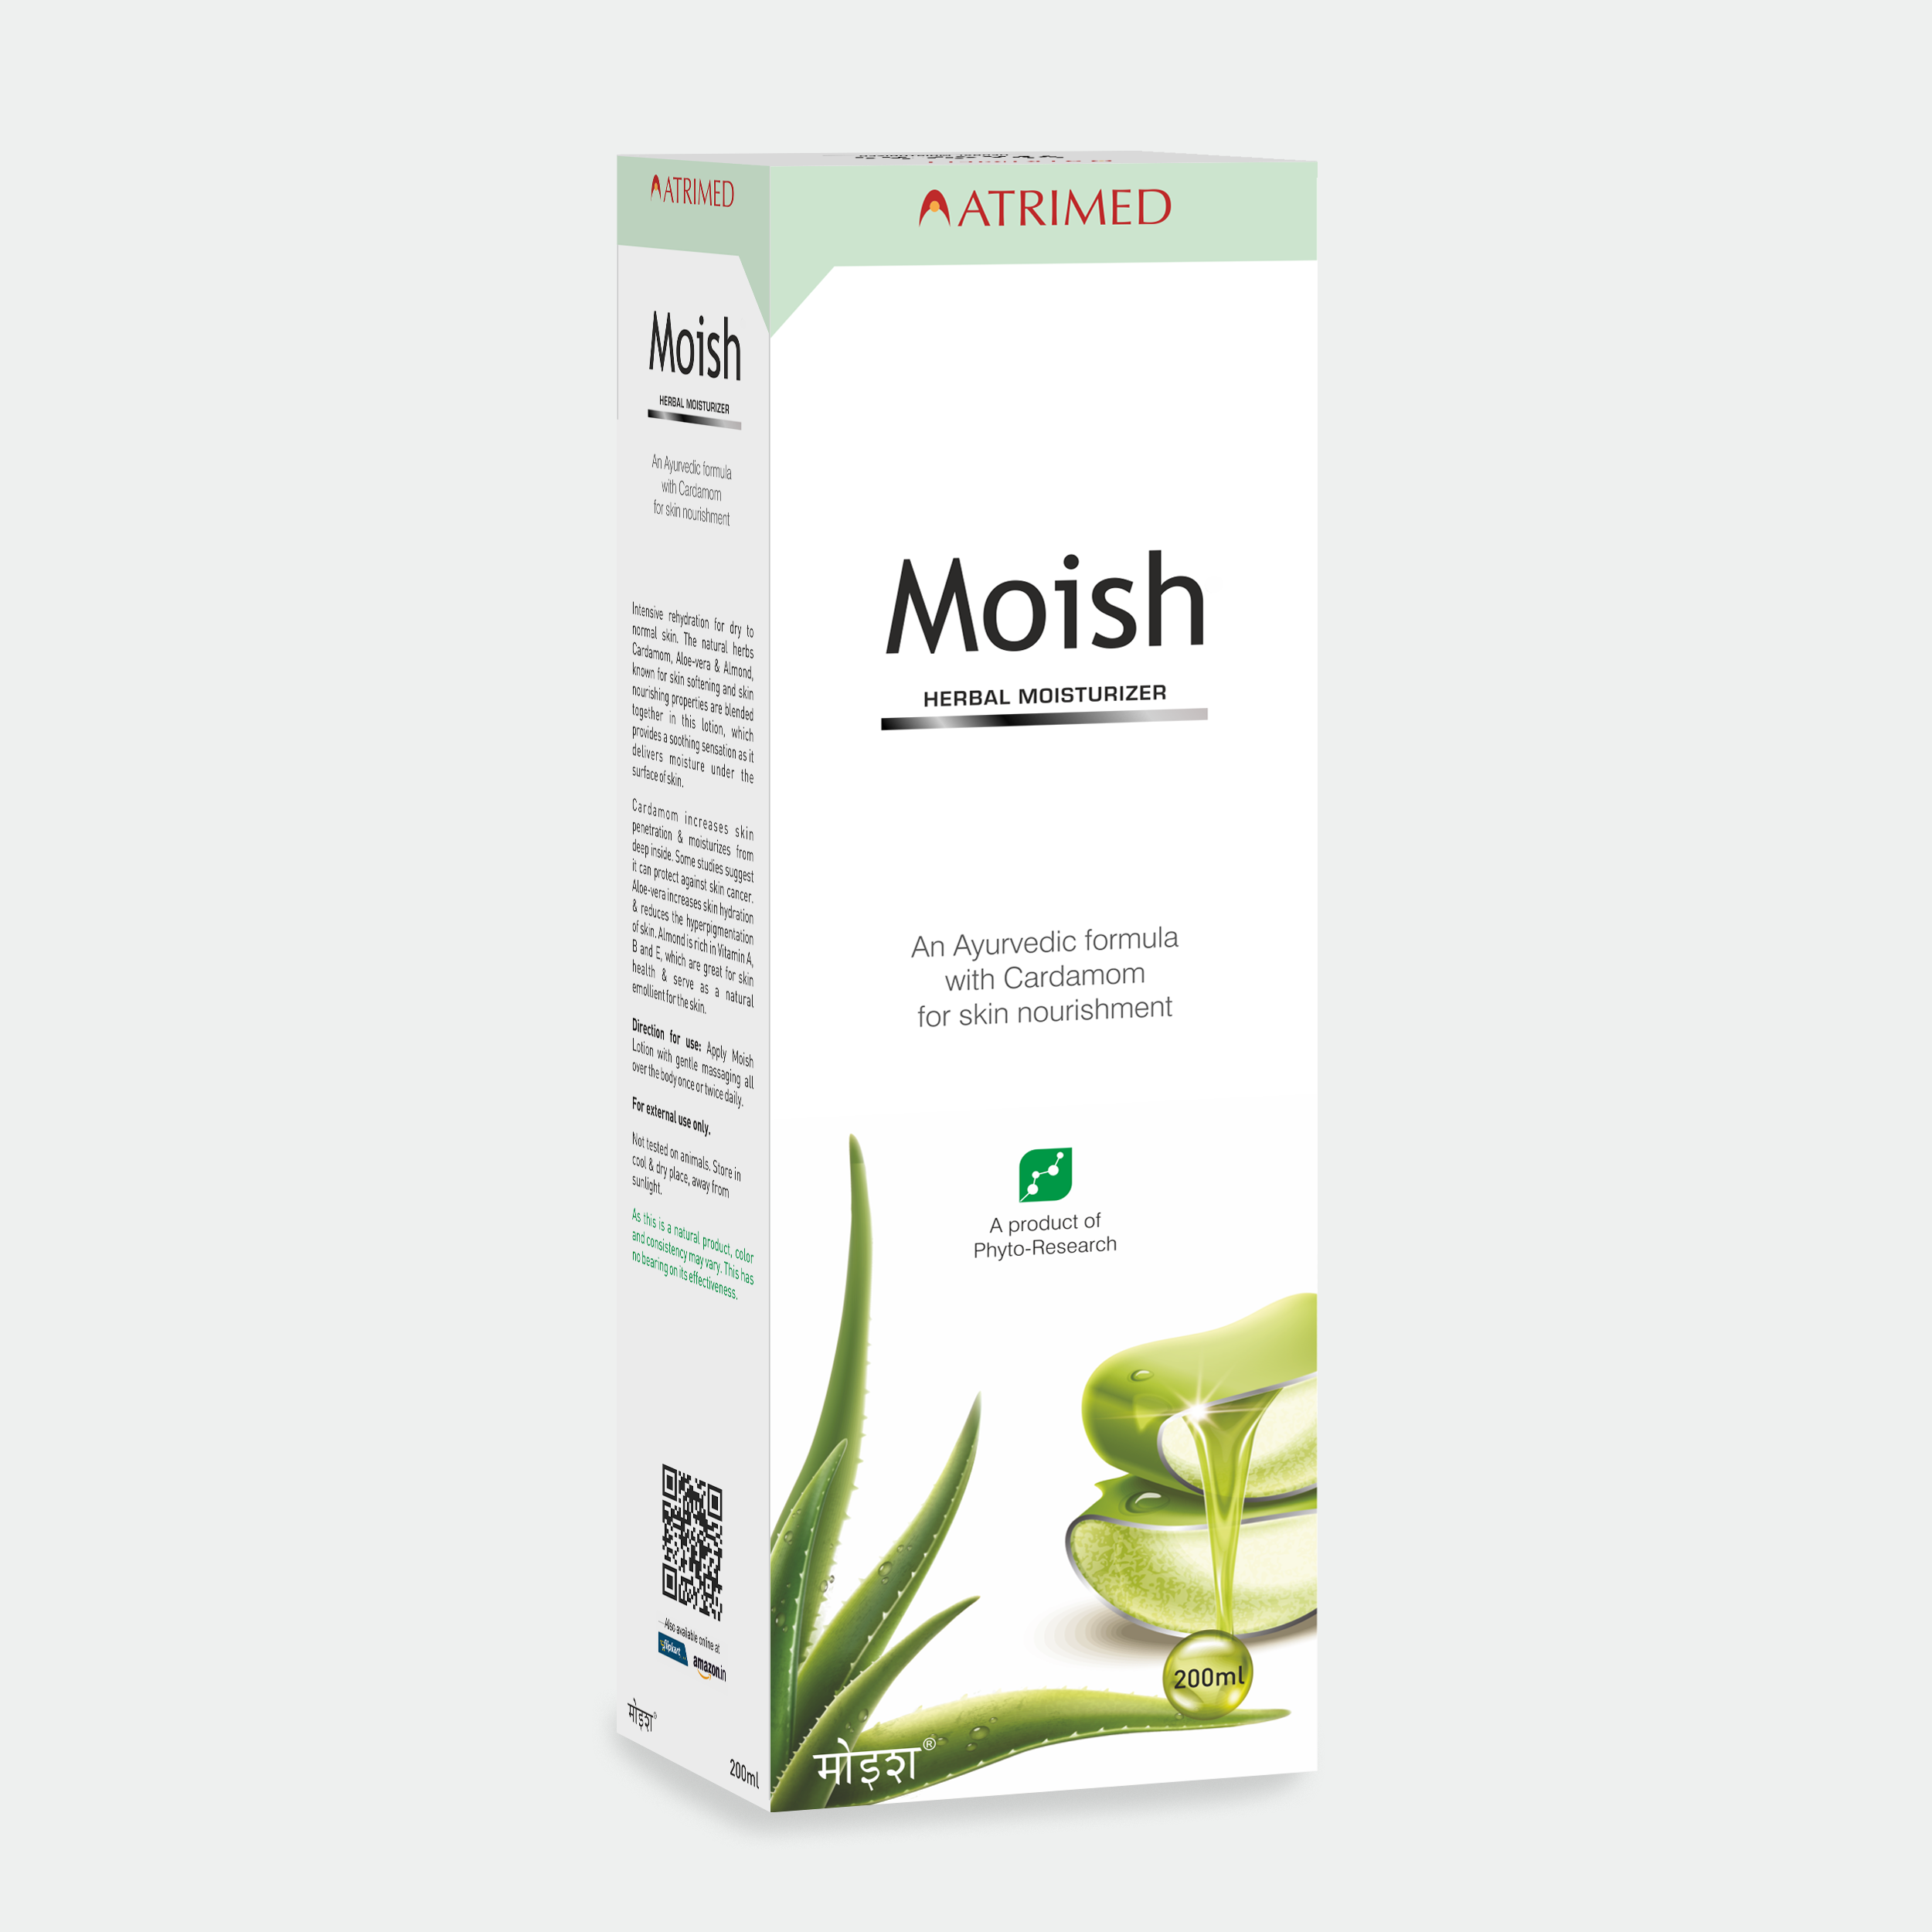 ATRIMED
Moish
HERBAL MOISTURIZER
An Ayurvedic formula
with Cardamom
for skin nourishment
Intensive rehydration for dry to
normal skin. The natural herbs
Cardamom, Aloe-vera & Almond,
known for skin softening and skin
nourishing properties are blended
together in this lotion, which
provides a soothing sensation as it
delivers moisture under the
surface of skin.
Cardamom increases skin
penetration & moisturizes from
deep inside. Some studies suggest
it can protect against skin cancer.
Aloe-vera increases skin hydration
& reduces the hyperpigmentation
of skin. Almond is rich in Vitamin A,
B and E, which are great for skin
health & serve as a natural
emollient for the skin.
Direction for use: Apply Moish
Lotion with gentle massaging all
over the body once or twice daily.
For external use only.
Not tested on animals. Store in
cool & dry place, away from
sunlight.
As this is a natural product, color
and consistency may vary. This has
no bearing on its effectiveness.
Also available online at
flipkart
amazon.in
मोइश®
200ml
ATRIMED
Moish
HERBAL MOISTURIZER
An Ayurvedic formula
with Cardamom
for skin nourishment
A product of
Phyto-Research
200ml
मोइश®